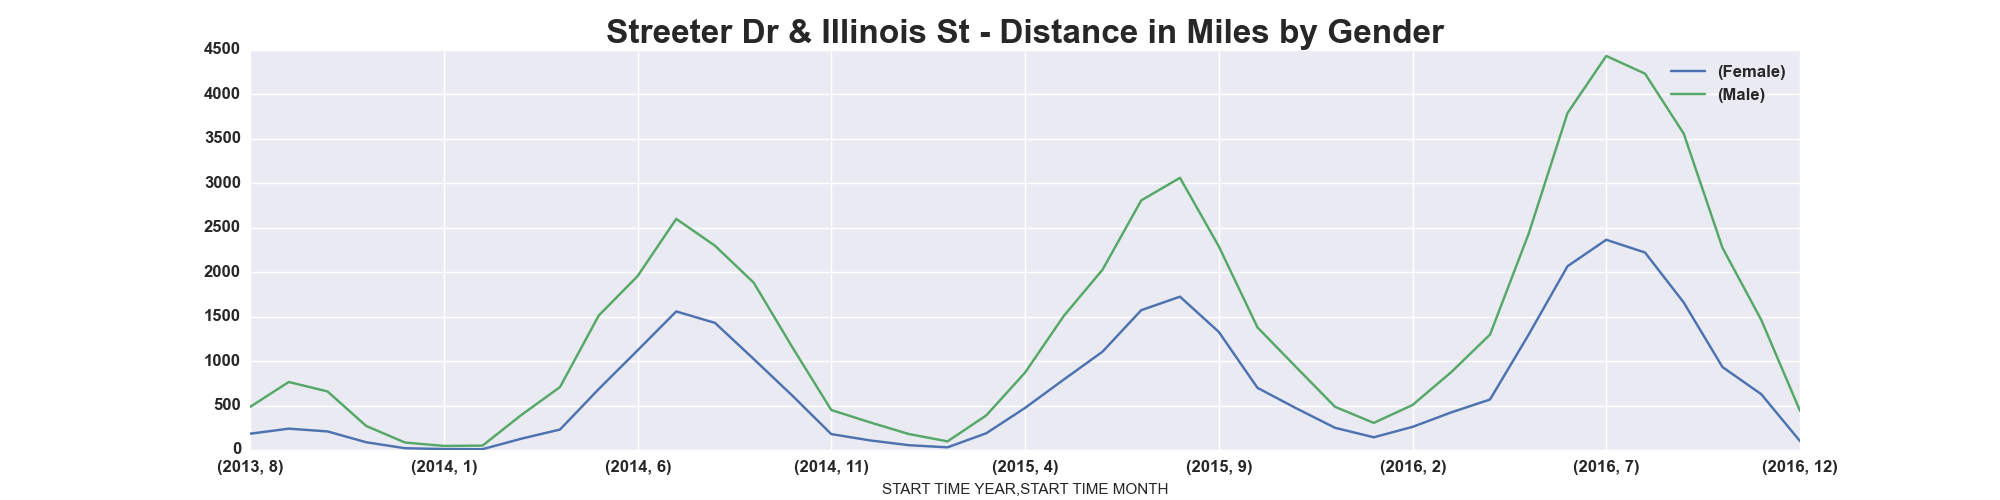 Streeter Dr & Illinois St - Distance in Miles by Gender
4500
4000
3500
3000
2500
2000
1500
1000
500
0
(Female)
(Male)
(2013, 8) (2014, 1) (2014, 6) (2014, 11) (2015, 4) (2015, 9) (2016, 2) (2016, 7) (2016, 12)
START TIME YEAR,START TIME MONTH